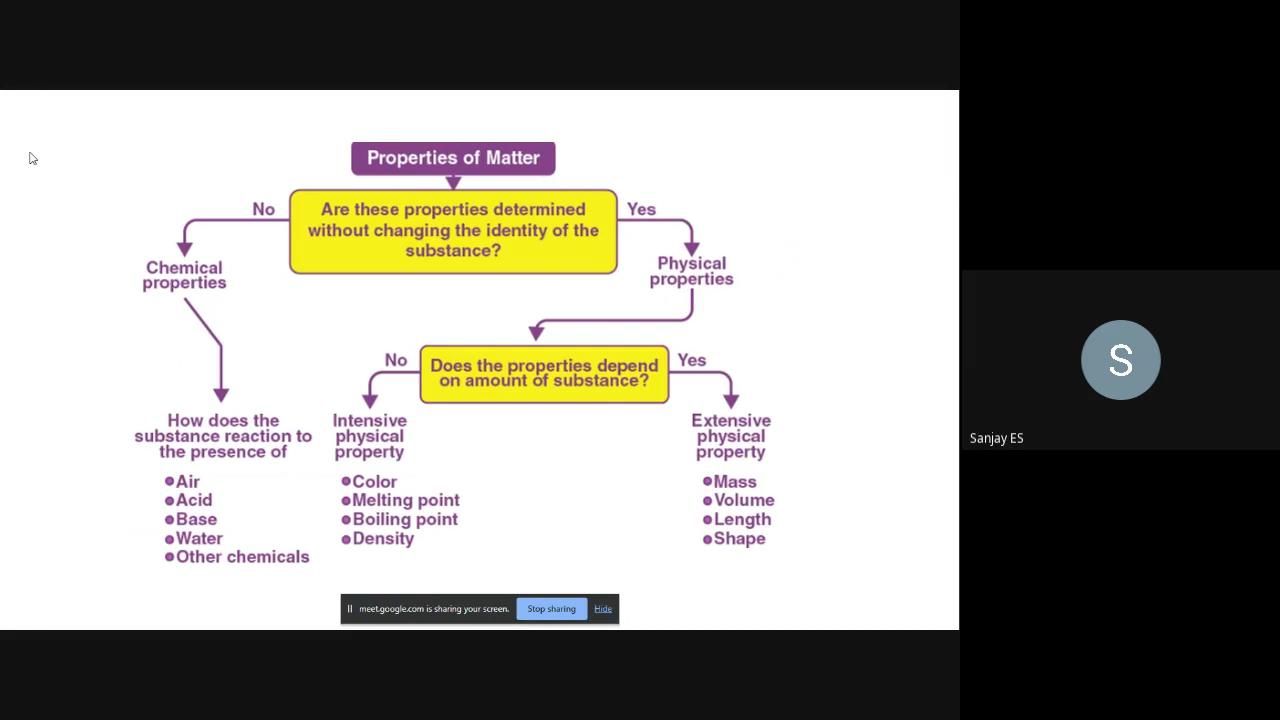 Properties of Matter
No
Are these properties determined
without changing the identity of the
substance?
Yes
Chemical
properties
Physical
properties
No
Does the properties depend
on amount of substance?
Yes
How does the
substance reaction to
the presence of
Air
Acid
Base
Water
Other chemicals
Intensive
physical
property
Color
Melting point
Boiling point
Density
Extensive
physical
property
Mass
Volume
Length
Shape
meet.google.com is sharing your screen.
Stop sharing
Hide
S
Sanjay ES